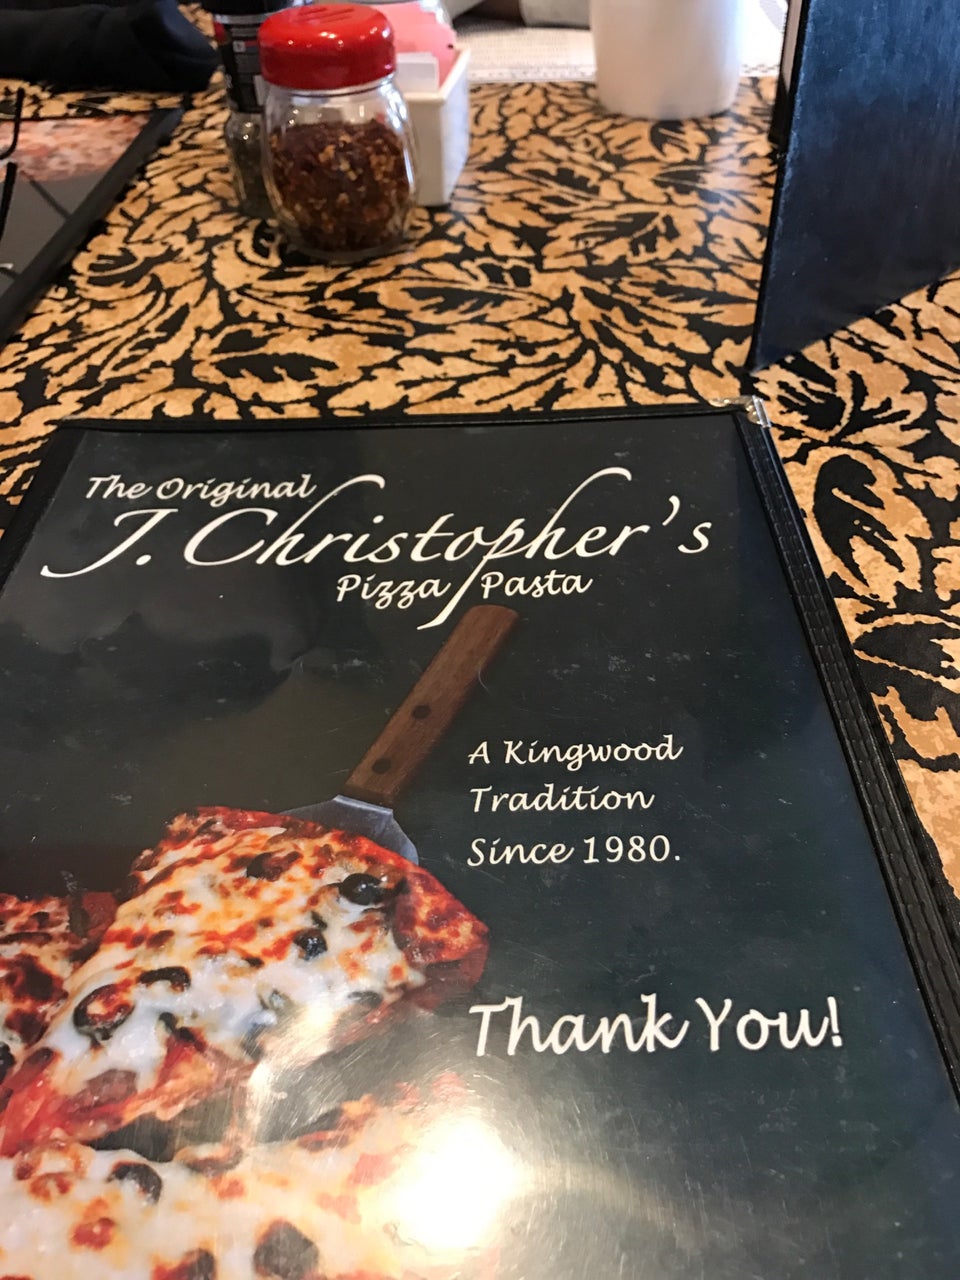 The Original
J. Christopher's
Pizza Pasta
A Kingwood
Tradition
Since 1980.
Thank You!